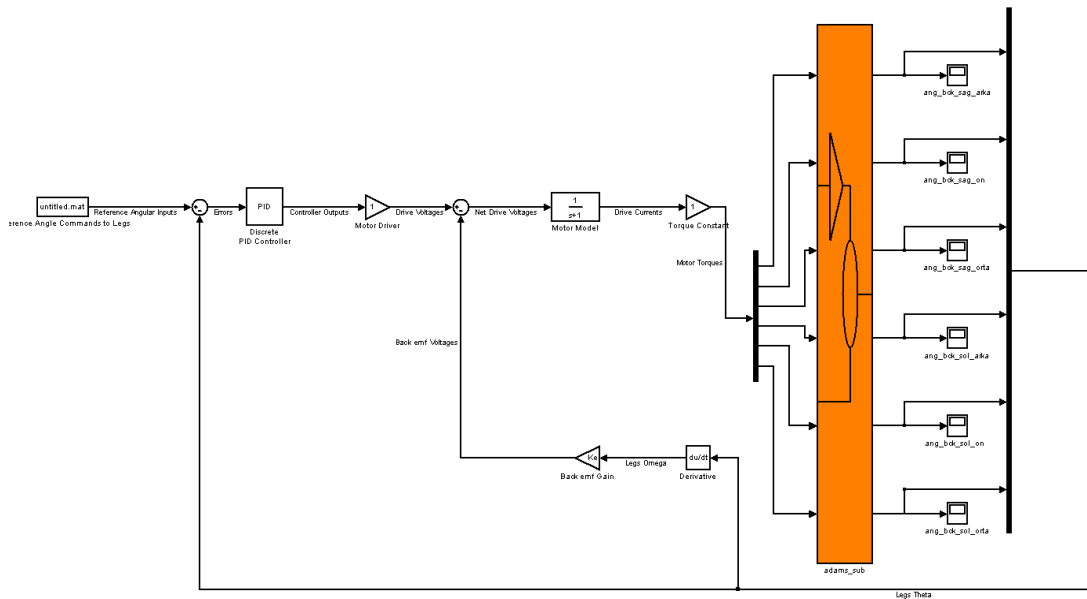 untitled.mat
erence Angle Commands to Legs
Reference Angular Inputs
Errors
PID
Discrete
PID Controller
Controller Outputs
1
Motor Driver
Drive Voltages
Net Drive Voltages
1
s+1
Motor Model
Drive Currents
1
Torque Constant
Motor Torques
Back emf Voltages
Ke
Back emf Gain
Legs Omega
du/dt
Derivative
adams_sub
ang_bck_sag_arka
ang_bck_sag_on
ang_bck_sag_orta
ang_bck_sol_arka
ang_bck_sol_on
ang_bck_sol_orta
Legs Theta